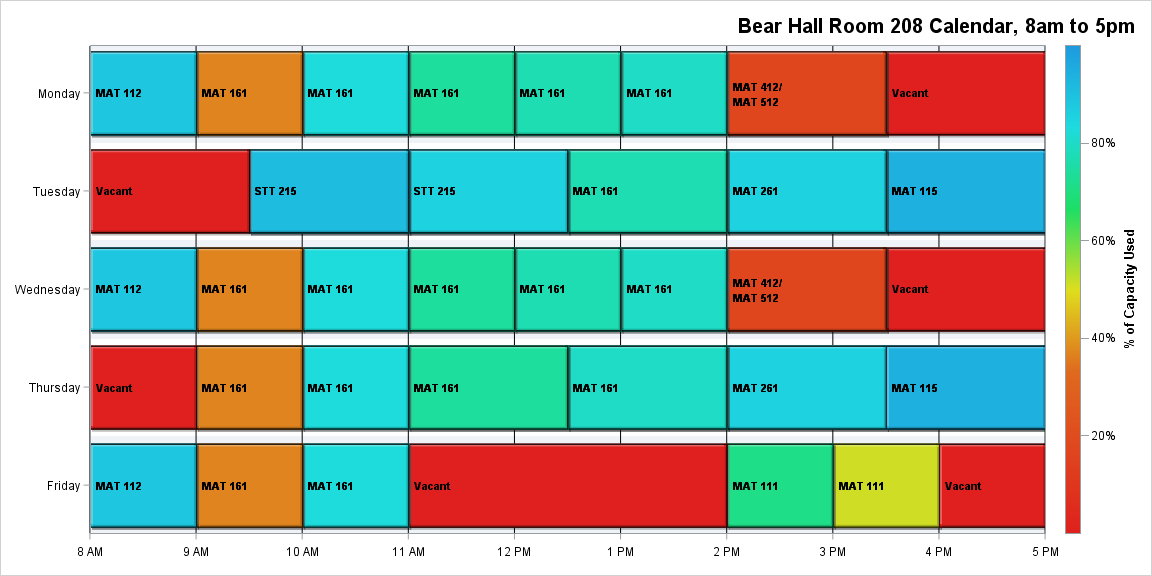 Bear Hall Room 208 Calendar, 8am to 5pm
Monday
MAT 112
MAT 161
MAT 161
MAT 161
MAT 161
MAT 161
MAT 412/
MAT 512
Vacant
Tuesday
Vacant
STT 215
STT 215
MAT 161
MAT 261
MAT 115
Wednesday
MAT 112
MAT 161
MAT 161
MAT 161
MAT 161
MAT 161
MAT 412/
MAT 512
Vacant
Thursday
Vacant
MAT 161
MAT 161
MAT 161
MAT 161
MAT 261
MAT 115
Friday
MAT 112
MAT 161
MAT 161
Vacant
MAT 111
MAT 111
Vacant
8 AM
9 AM
10 AM
11 AM
12 PM
1 PM
2 PM
3 PM
4 PM
5 PM
80%
60%
40%
20%
% of Capacity Used